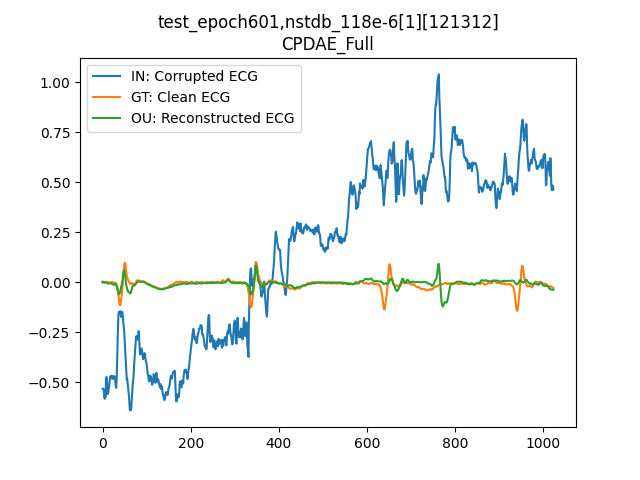 test_epoch601,nstdb_118e-6[1][121312]
CPDAE_Full
IN: Corrupted ECG
GT: Clean ECG
OU: Reconstructed ECG
1.00
0.75
0.50
0.25
0.00
−0.25
−0.50
0 200 400 600 800 1000